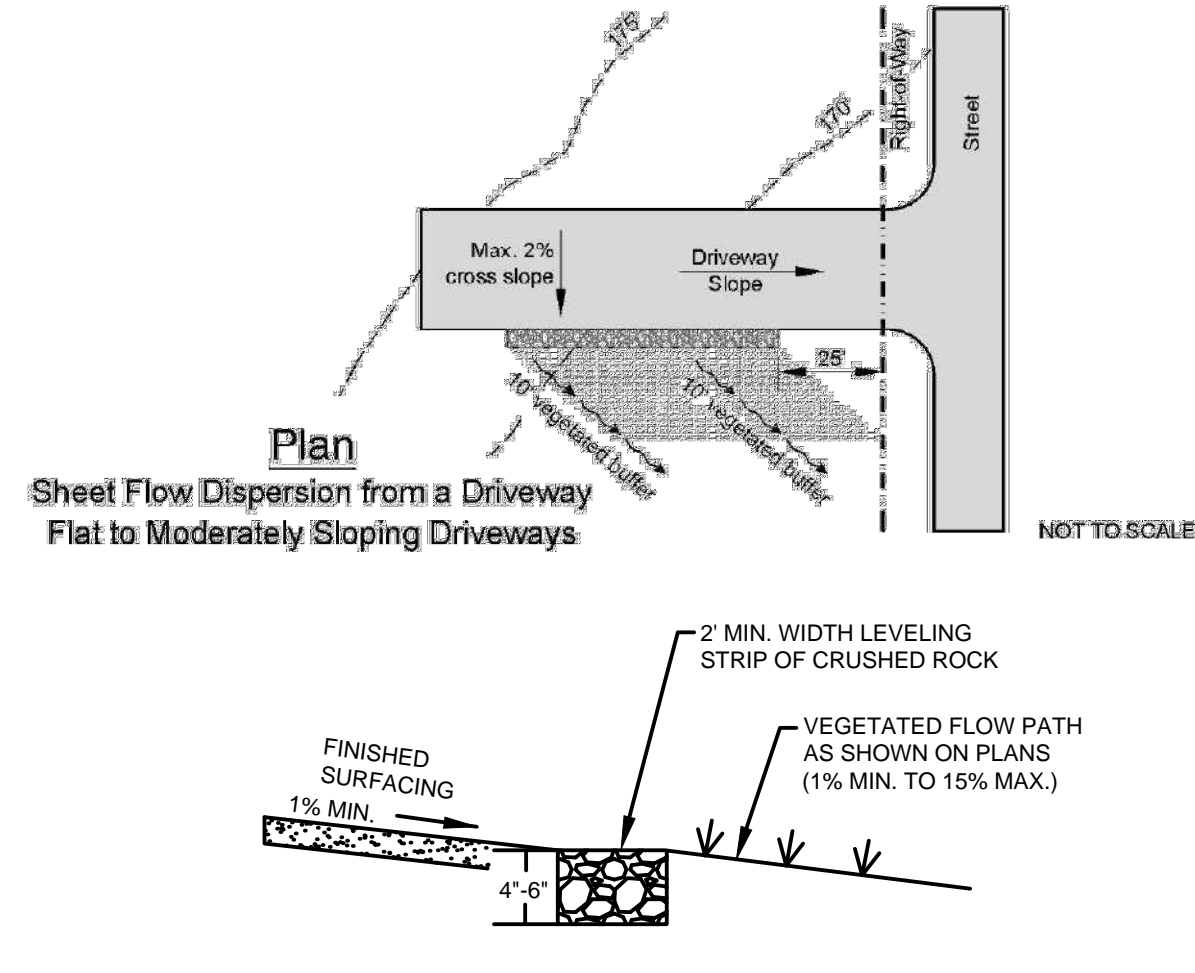 175'
170'
Right-of-Way
Street
Max. 2%
cross slope
Driveway
Slope
25'
10' vegetated buffer
10' vegetated buffer
Plan
Sheet Flow Dispersion from a Driveway
Flat to Moderately Sloping Driveways
NOT TO SCALE
2' MIN. WIDTH LEVELING
STRIP OF CRUSHED ROCK
VEGETATED FLOW PATH
AS SHOWN ON PLANS
(1% MIN. TO 15% MAX.)
FINISHED
SURFACING
1% MIN.
4"-6"